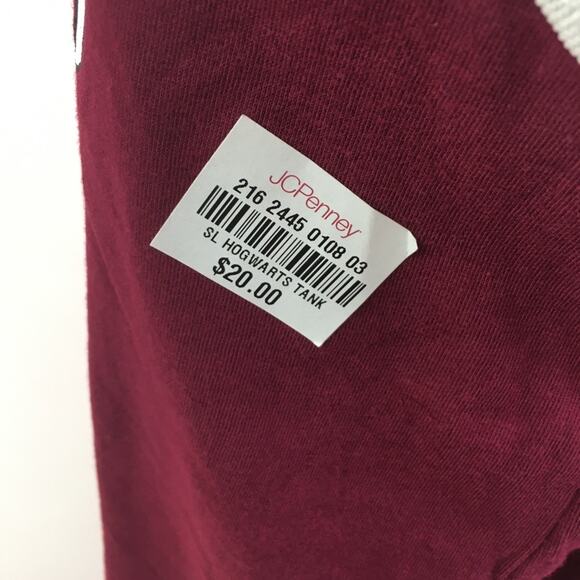 JCPenney
216 2445 0108 03
SL HOGWARTS TANK
$20.00